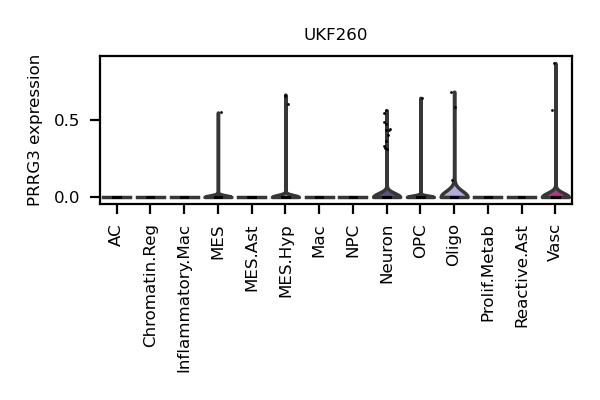 UKF260
PRRG3 expression
0.5
0.0
AC
Chromatin.Reg
Inflammatory.Mac
MES
MES.Ast
MES.Hyp
Mac
NPC
Neuron
OPC
Oligo
Prolif.Metab
Reactive.Ast
Vasc